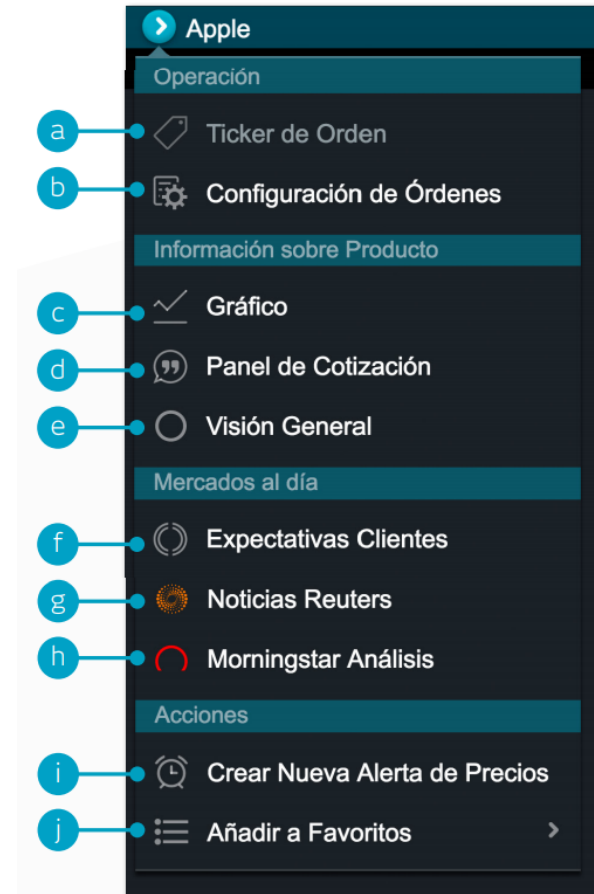 Apple
Operación
a Ticker de Orden
b Configuración de Órdenes
Información sobre Producto
c Gráfico
d Panel de Cotización
e Visión General
Mercados al día
f Expectativas Clientes
g Noticias Reuters
h Morningstar Análisis
Acciones
i Crear Nueva Alerta de Precios
j Añadir a Favoritos